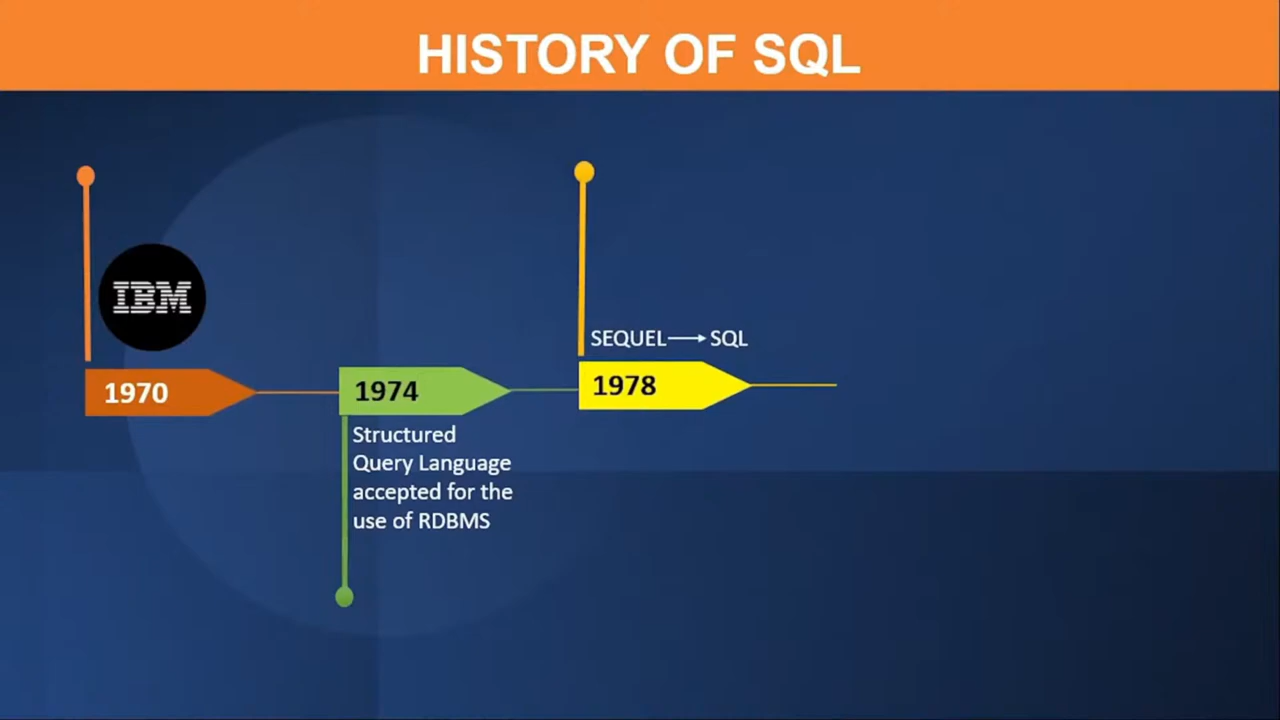 HISTORY OF SQL
IBM
1970
1974
Structured
Query Language
accepted for the
use of RDBMS
SEQUEL⟶SQL
1978